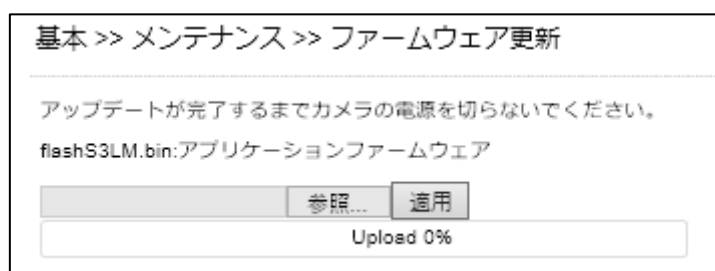 基本 >> メンテナンス >> ファームウェア更新
アップデートが完了するまでカメラの電源を切らないでください。
flashS3LM.bin:アプリケーションファームウェア
参照... 適用
Upload 0%